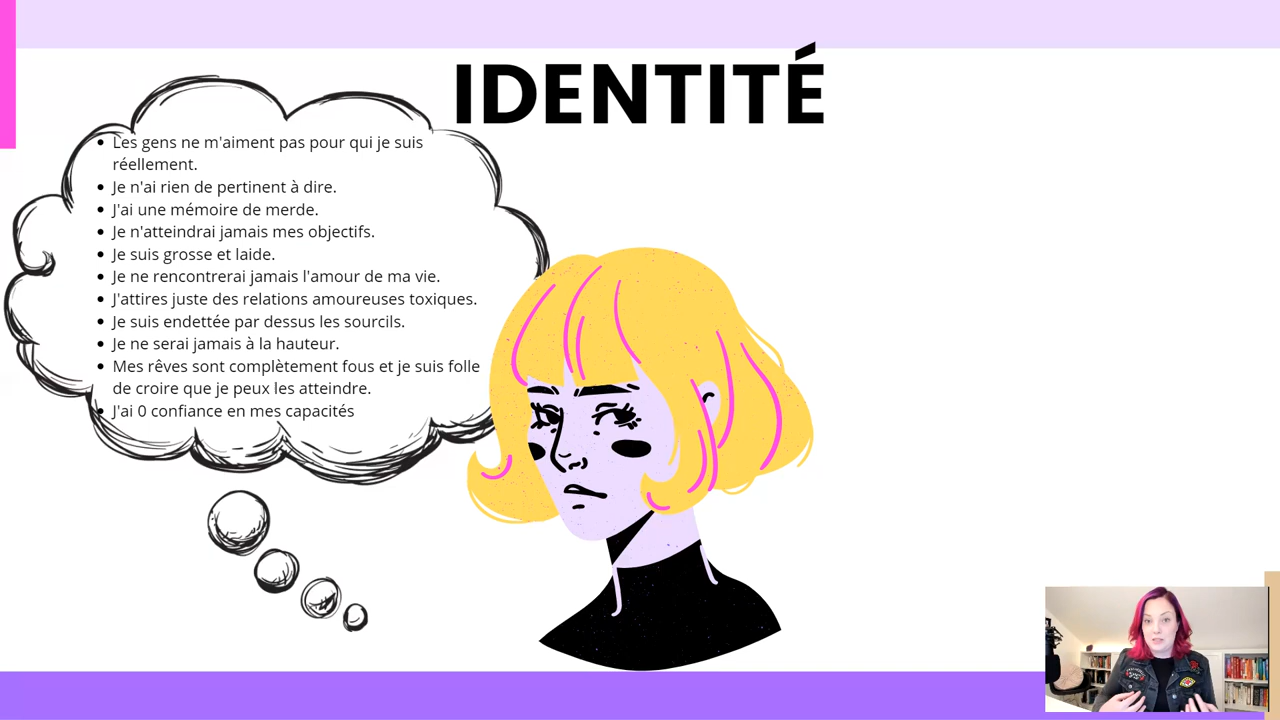 IDENTITÉ
• Les gens ne m'aiment pas pour qui je suis
réellement.
• Je n'ai rien de pertinent à dire.
• J'ai une mémoire de merde.
• Je n'atteindrai jamais mes objectifs.
• Je suis grosse et laide.
• Je ne rencontrerai jamais l'amour de ma vie.
• J'attires juste des relations amoureuses toxiques.
• Je suis endettée par dessus les sourcils.
• Je ne serai jamais à la hauteur.
• Mes rêves sont complètement fous et je suis folle
de croire que je peux les atteindre.
• J'ai 0 confiance en mes capacités